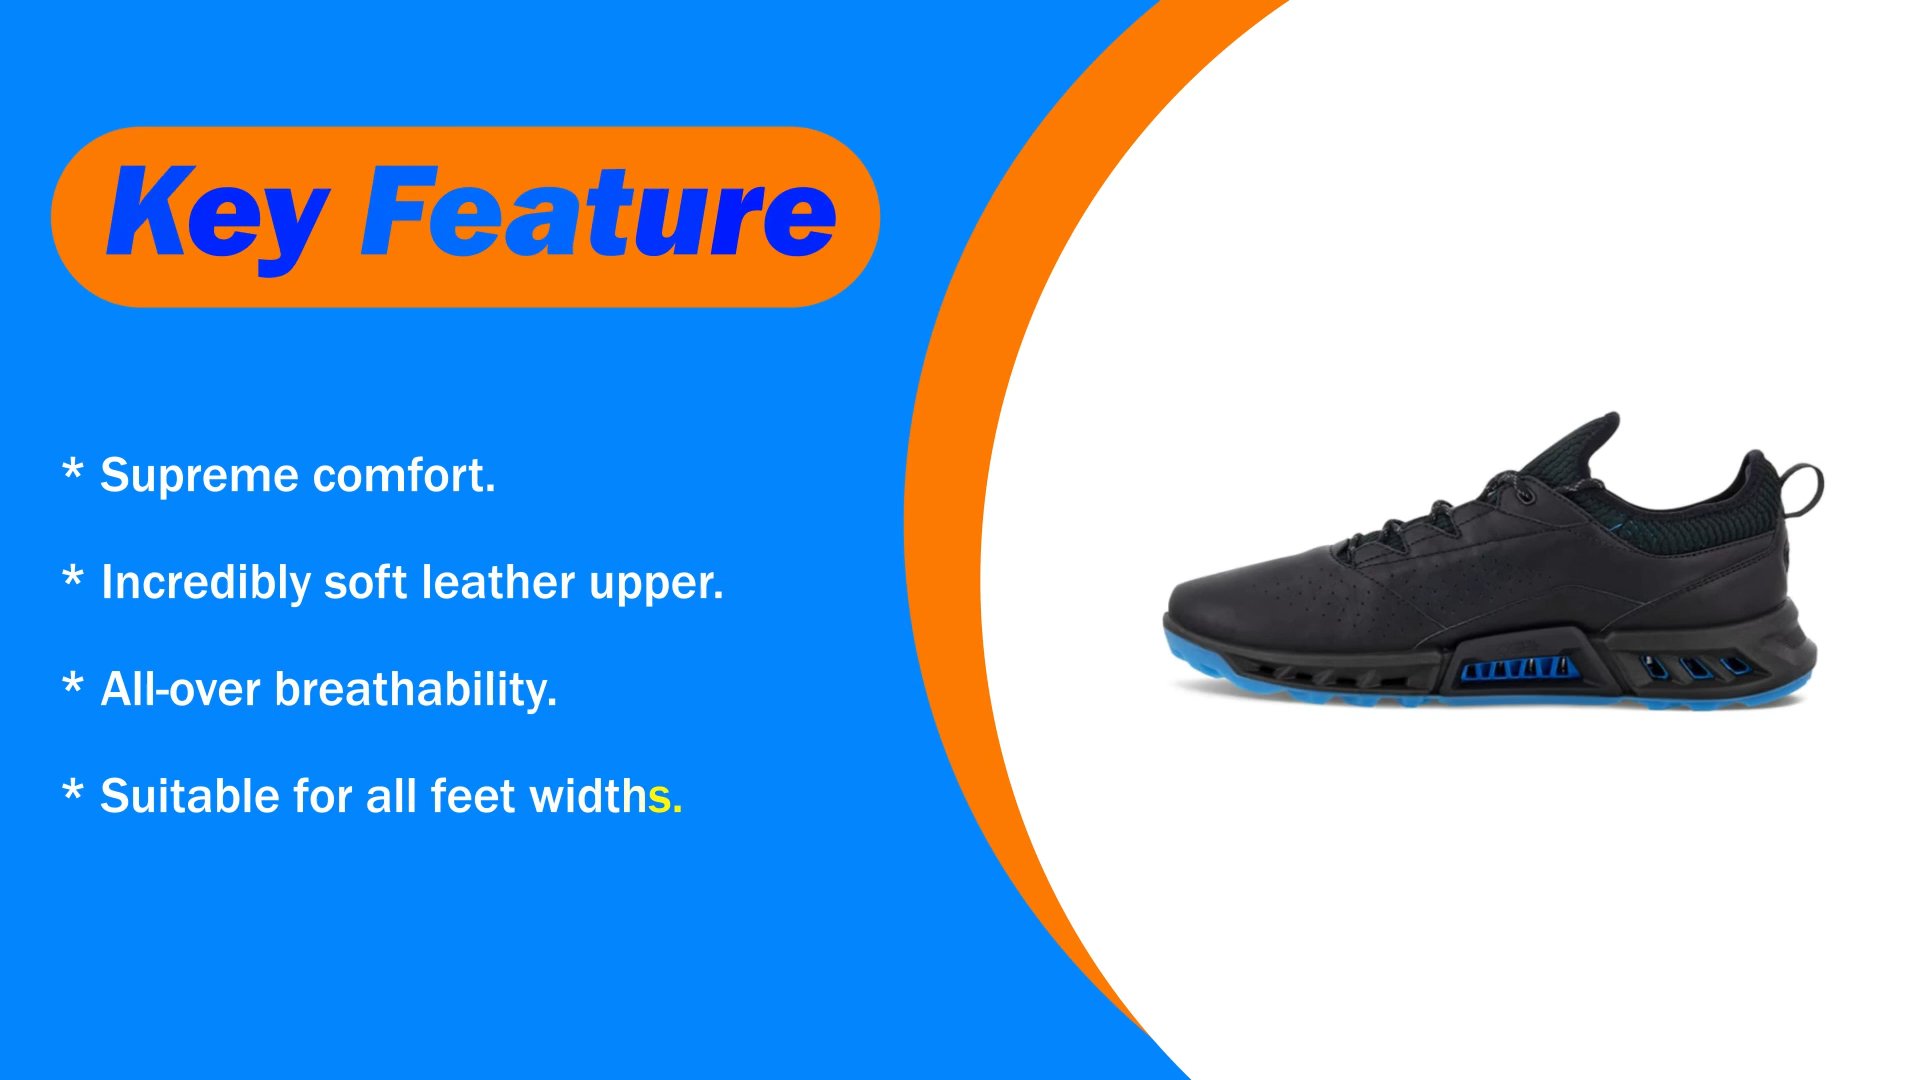 Key Feature
* Supreme comfort.
* Incredibly soft leather upper.
* All-over breathability.
* Suitable for all feet widths.